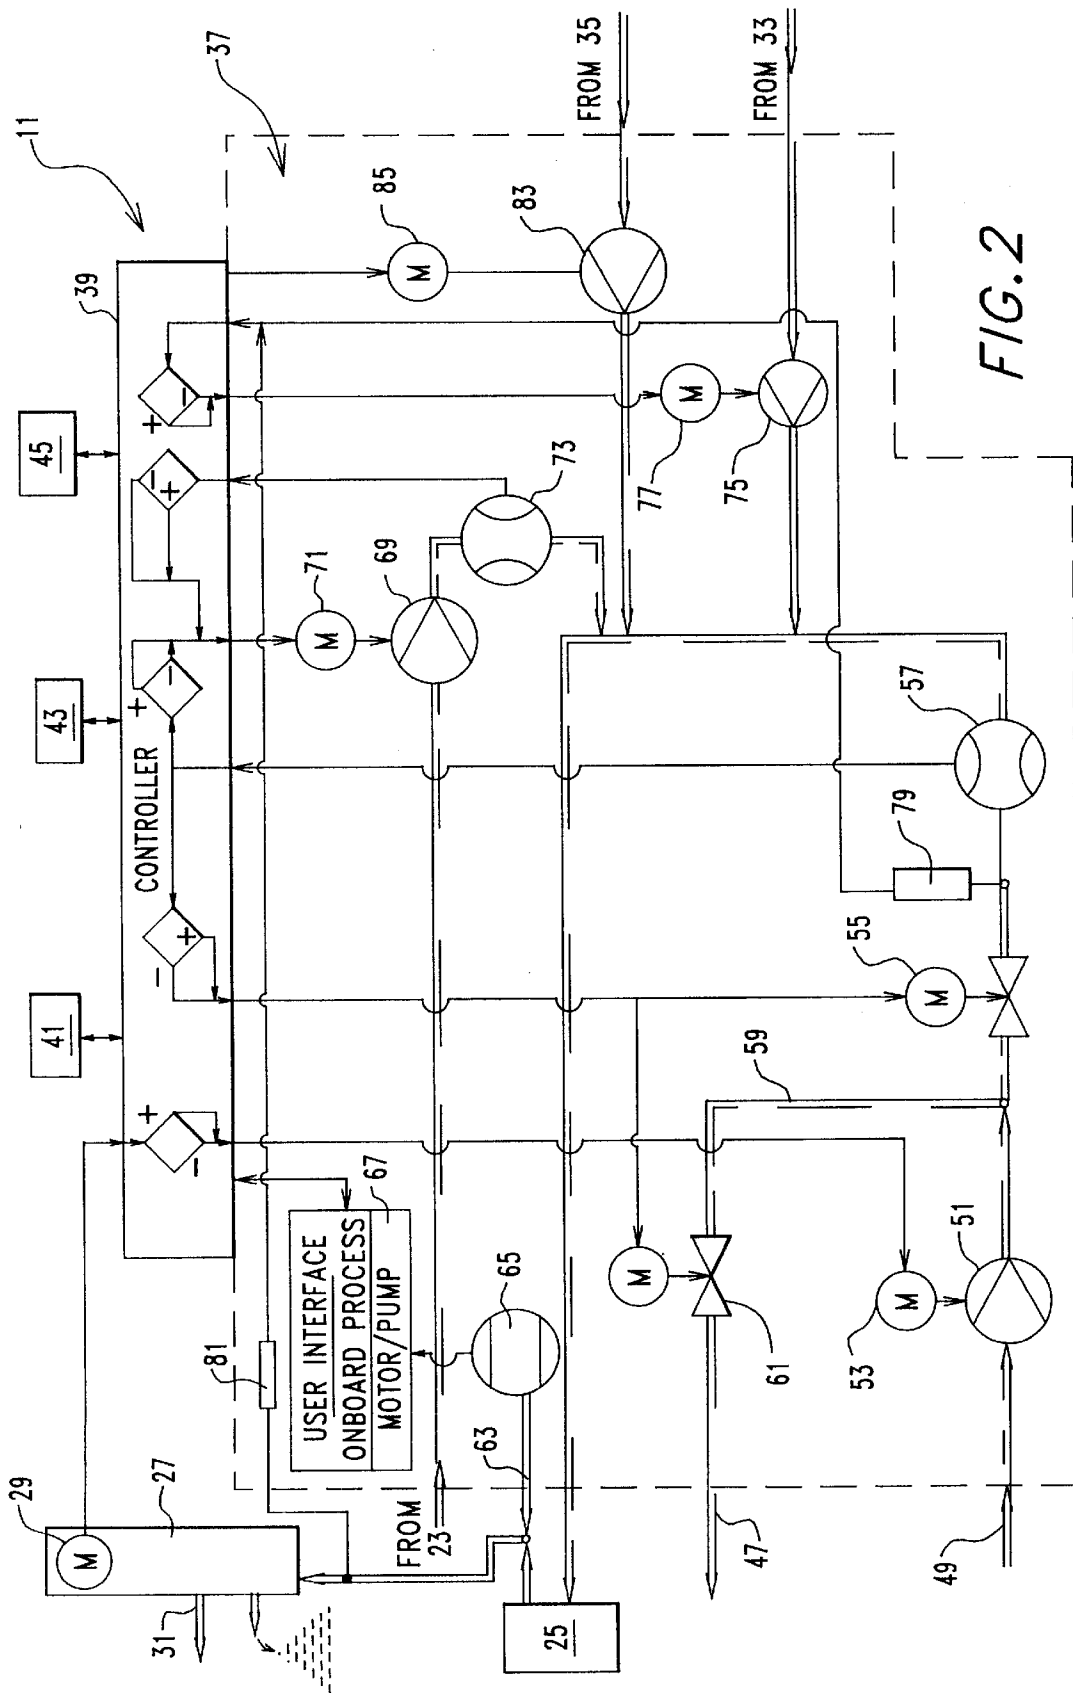 11
37
39
45
43
41
CONTROLLER
+
-
-
+
+
-
-
+
+
-
85
M
83
FROM 35
FROM 33
77
M
75
73
71
M
69
57
79
55
M
59
M
61
53
M
51
29
M
27
31
81
USER INTERFACE
ONBOARD PROCESS
MOTOR/PUMP
67
65
63
FROM
23
25
47
49
FIG.2